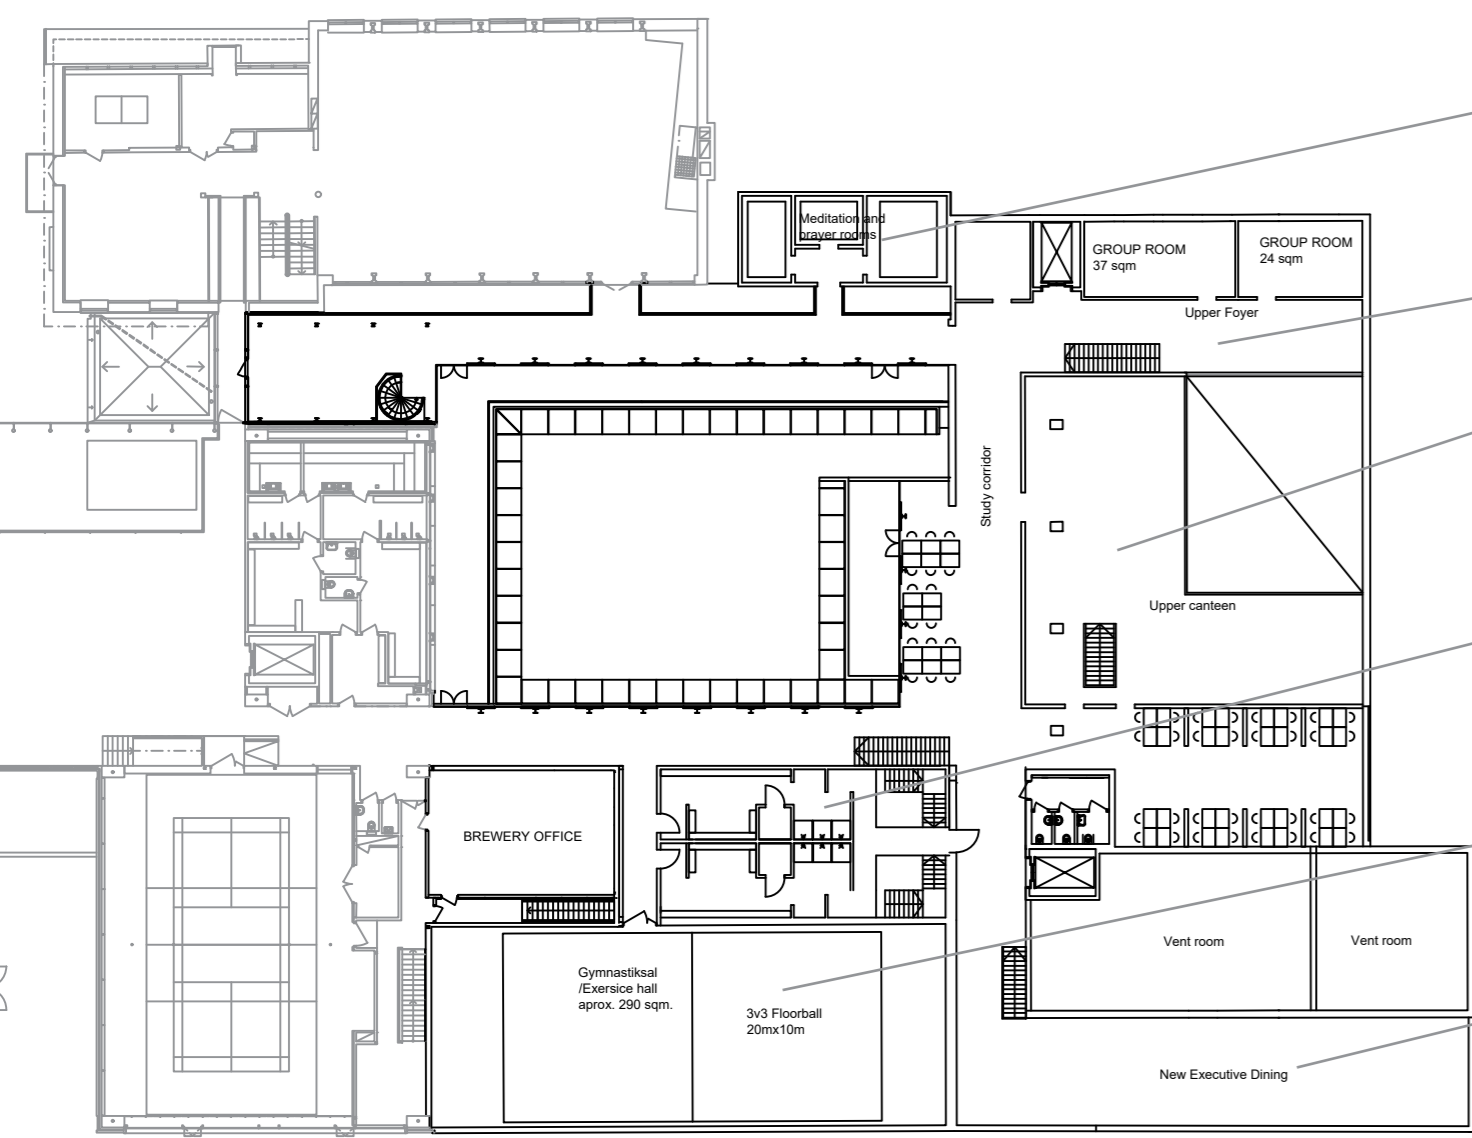 Meditation and
prayer rooms
GROUP ROOM
37 sqm
GROUP ROOM
24 sqm
Upper Foyer
Study corridor
Upper canteen
BREWERY OFFICE
Gymnastiksal
/Exersice hall
aprox. 290 sqm.
3v3 Floorball
20mx10m
Vent room
Vent room
New Executive Dining